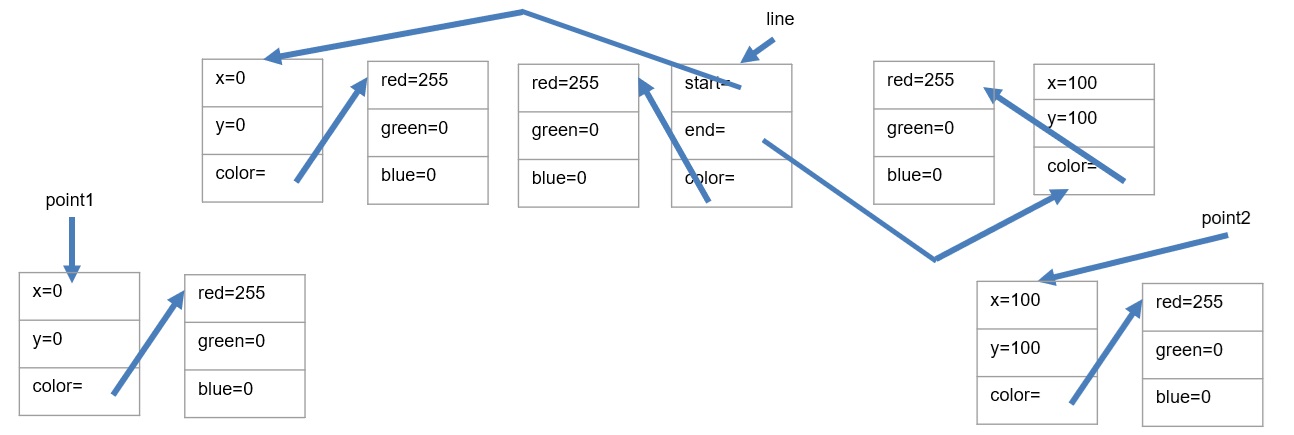 line
x=0
y=0
color=
red=255
green=0
blue=0
red=255
green=0
blue=0
start=
end=
color=
red=255
green=0
blue=0
x=100
y=100
color=
point1
x=0
y=0
color=
red=255
green=0
blue=0
point2
x=100
y=100
color=
red=255
green=0
blue=0